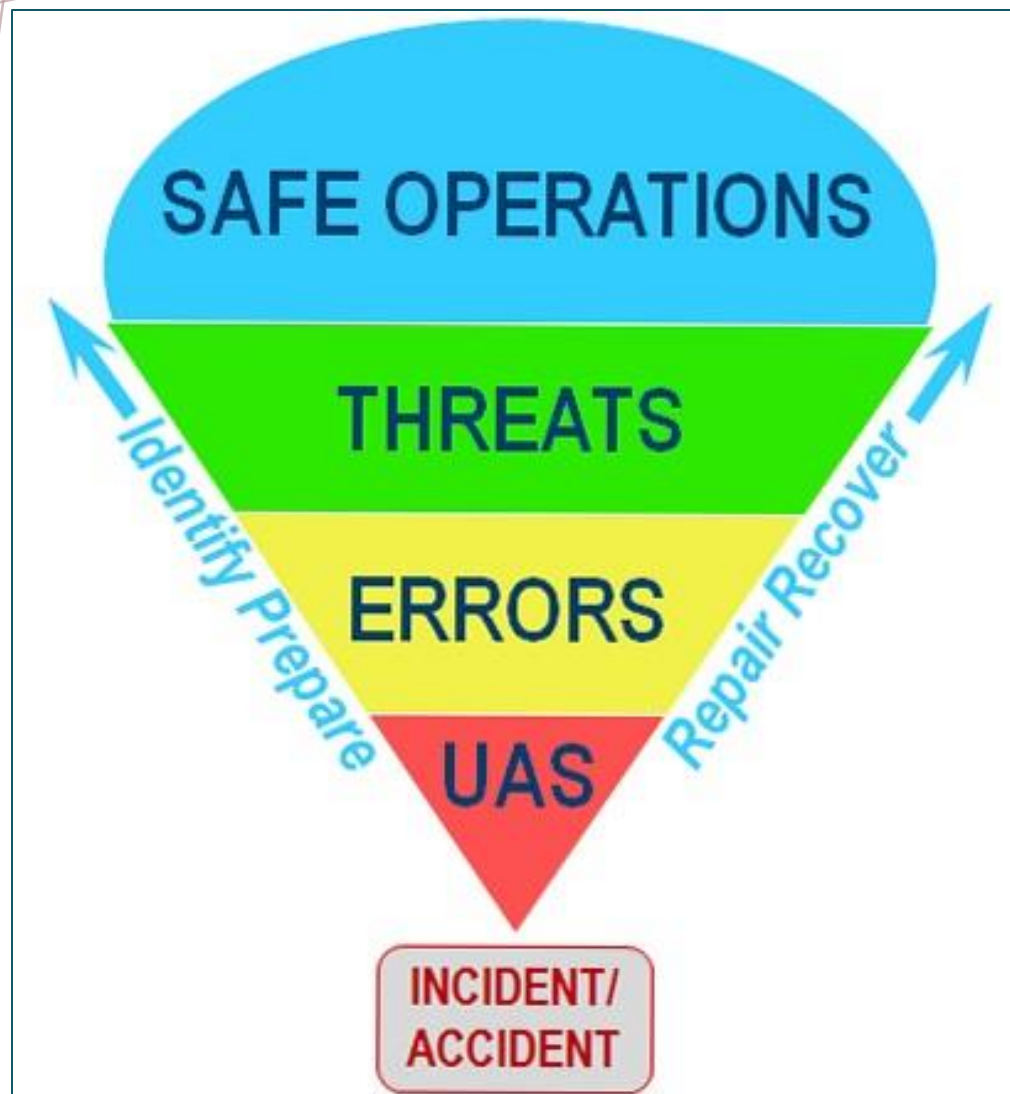 SAFE OPERATIONS
THREATS
Identify Prepare
Repair Recover
ERRORS
UAS
INCIDENT/
ACCIDENT